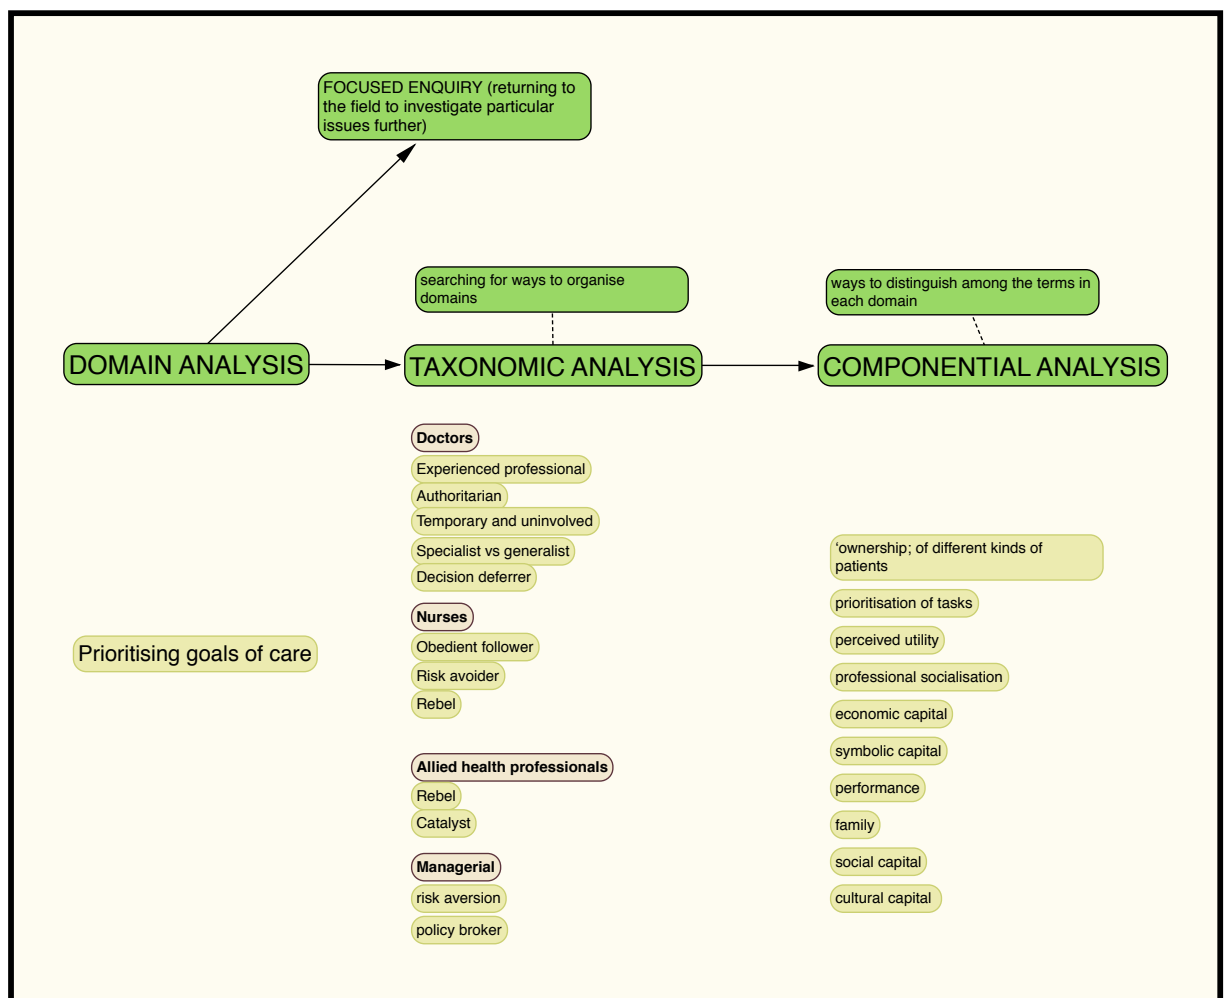 FOCUSED ENQUIRY (returning to
the field to investigate particular
issues further)
searching for ways to organise
domains
ways to distinguish among the terms in
each domain
DOMAIN ANALYSIS
TAXONOMIC ANALYSIS
COMPONENTIAL ANALYSIS
Prioritising goals of care
Doctors
Experienced professional
Authoritarian
Temporary and uninvolved
Specialist vs generalist
Decision deferrer
Nurses
Obedient follower
Risk avoider
Rebel
Allied health professionals
Rebel
Catalyst
Managerial
risk aversion
policy broker
‘ownership; of different kinds of
patients
prioritisation of tasks
perceived utility
professional socialisation
economic capital
symbolic capital
performance
family
social capital
cultural capital